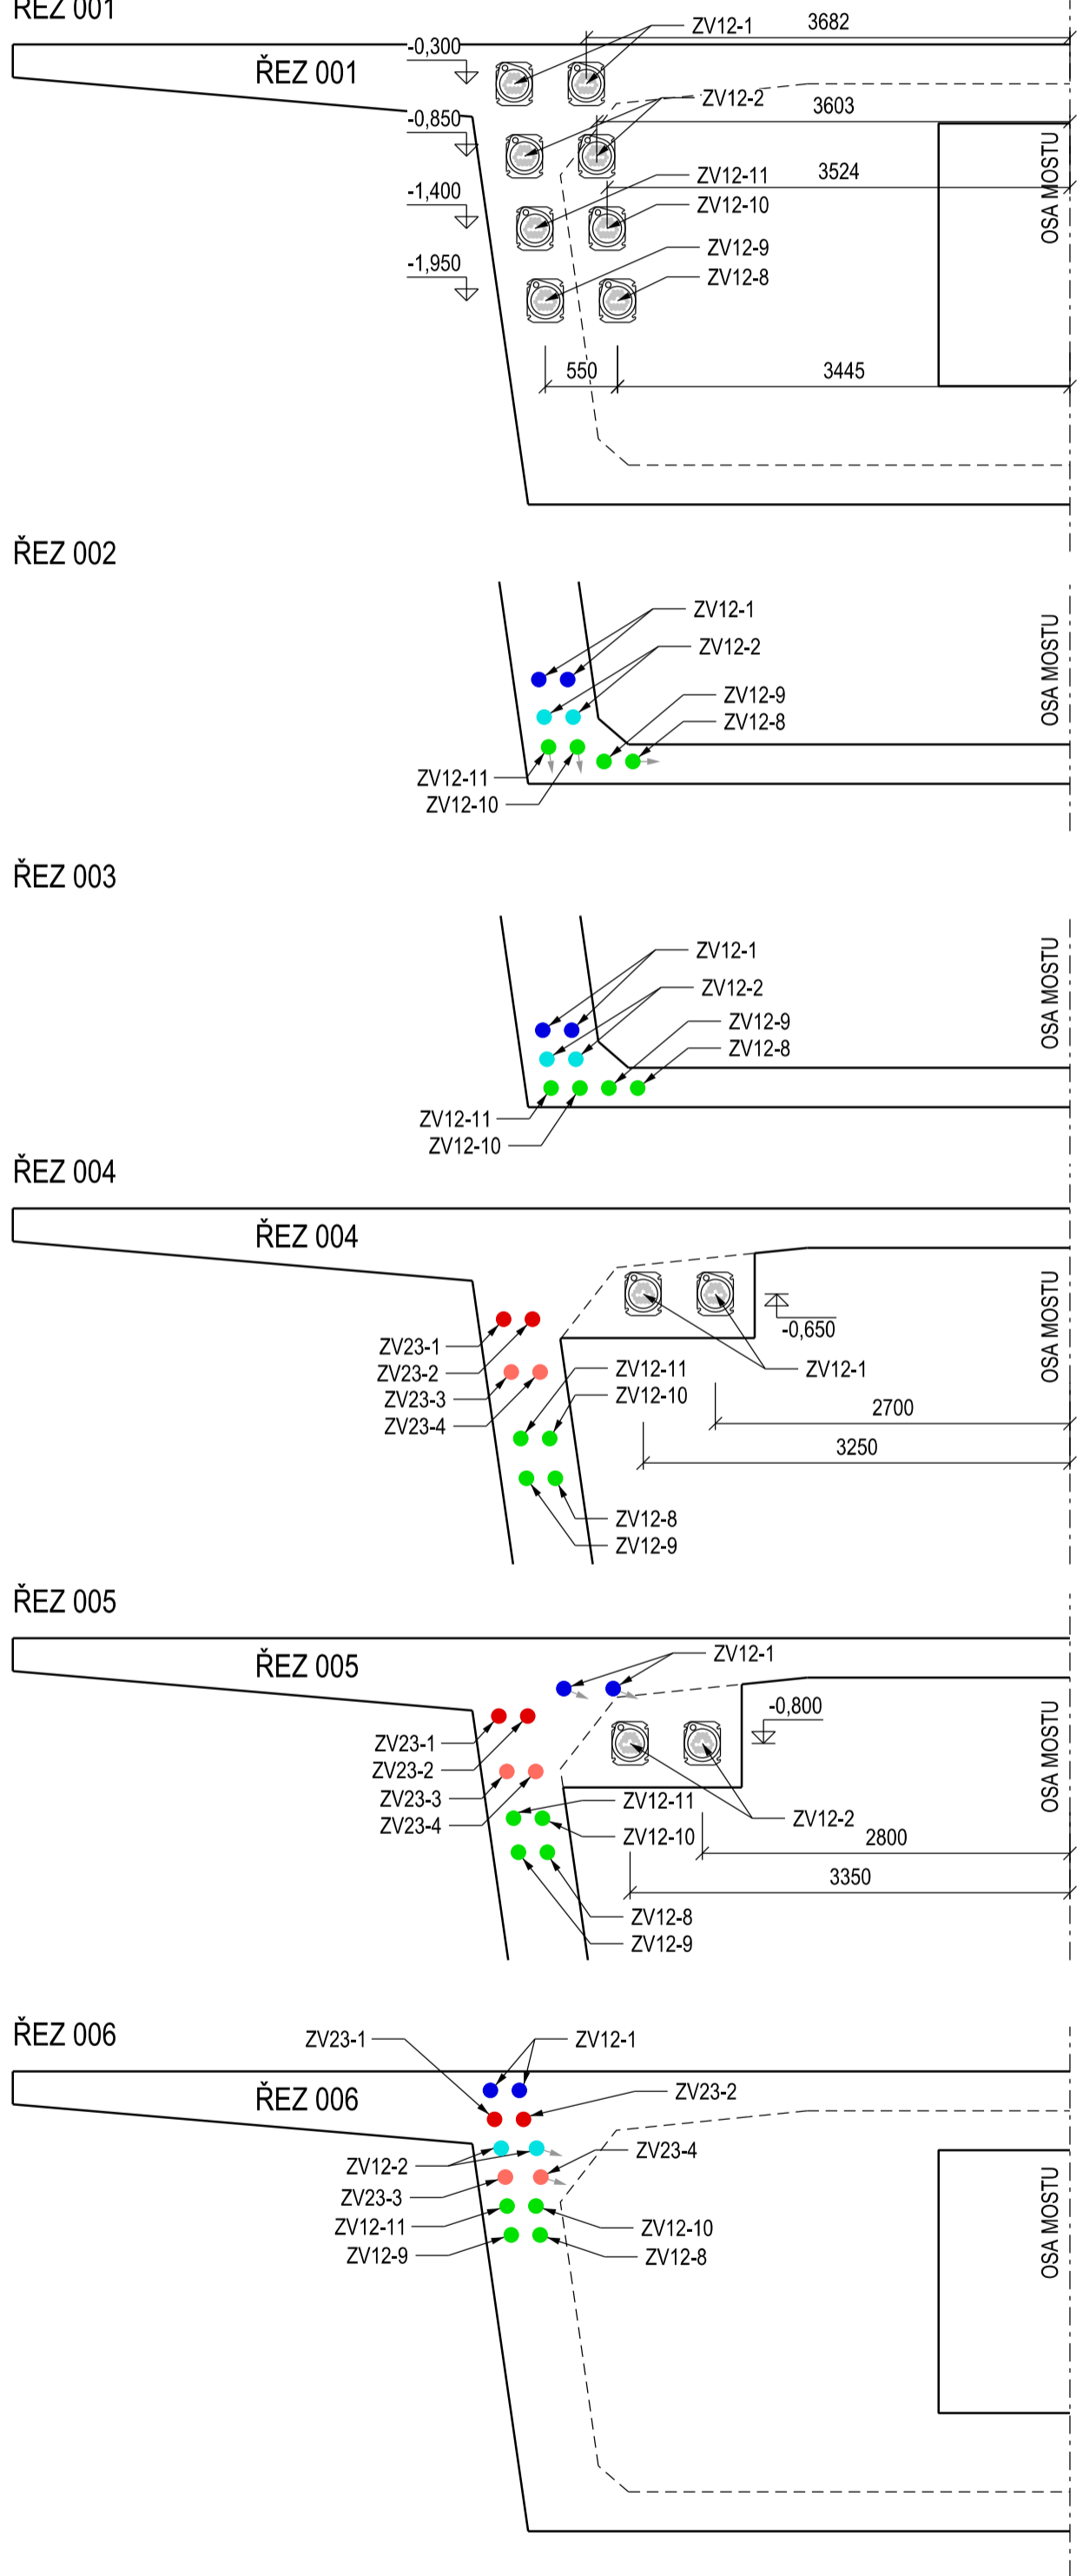 ŘEZ 001
ZV12-1
3682
-0,300
ŘEZ 001
ZV12-2
3603
-0,850
OSA MOSTU
ZV12-11
3524
-1,400
ZV12-10
ZV12-9
-1,950
ZV12-8
550
3445
ŘEZ 002
ZV12-1
ZV12-2
OSA MOSTU
ZV12-9
ZV12-8
ZV12-11
ZV12-10
ŘEZ 003
ZV12-1
OSA MOSTU
ZV12-2
ZV12-9
ZV12-8
ZV12-11
ZV12-10
ŘEZ 004
ŘEZ 004
OSA MOSTU
-0,650
ZV23-1
ZV23-2
ZV12-11
ZV12-1
ZV23-3
ZV12-10
ZV23-4
2700
3250
ZV12-8
ZV12-9
ŘEZ 005
ZV12-1
ŘEZ 005
-0,800
OSA MOSTU
ZV23-1
ZV23-2
ZV23-3
ZV12-11
ZV23-4
ZV12-2
ZV12-10
2800
3350
ZV12-8
ZV12-9
ŘEZ 006
ZV23-1
ZV12-1
ŘEZ 006
ZV23-2
ZV12-2
ZV23-4
OSA MOSTU
ZV23-3
ZV12-11
ZV12-10
ZV12-9
ZV12-8